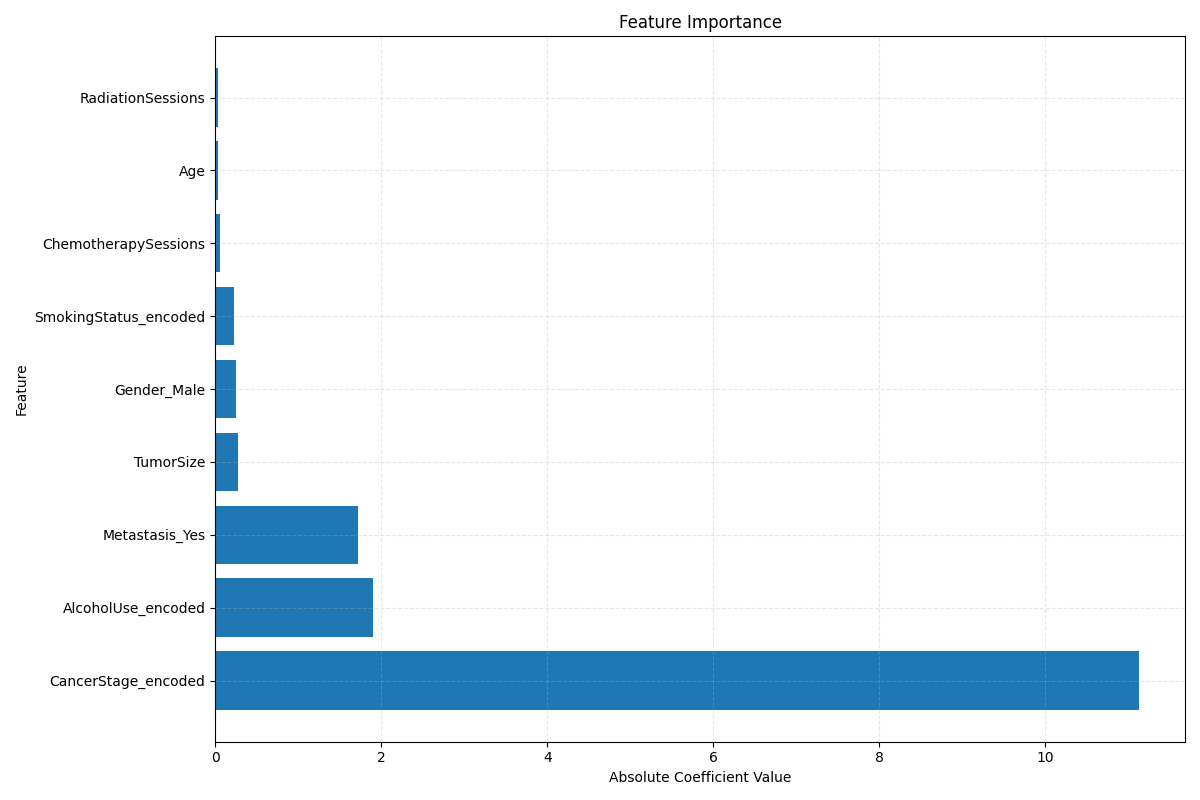 Feature Importance
RadiationSessions
Age
ChemotherapySessions
SmokingStatus_encoded
Gender_Male
Feature
TumorSize
Metastasis_Yes
AlcoholUse_encoded
CancerStage_encoded
0 2 4 6 8 10
Absolute Coefficient Value